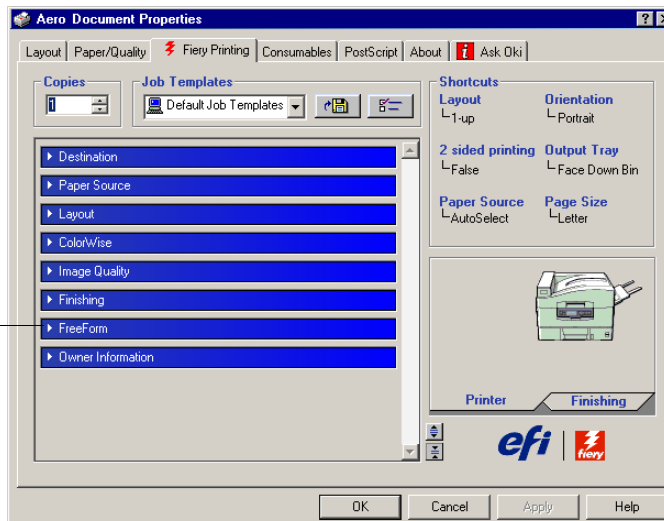 Aero Document Properties
Layout Paper/Quality Fiery Printing Consumables PostScript About Ask Oki
Copies
1
Job Templates
Default Job Templates
Destination
Paper Source
Layout
ColorWise
Image Quality
Finishing
FreeForm
Owner Information
Shortcuts
Layout
1-up
Orientation
Portrait
2 sided printing
False
Output Tray
Face Down Bin
Paper Source
AutoSelect
Page Size
Letter
Printer Finishing
efi fiery
OK Cancel Apply Help